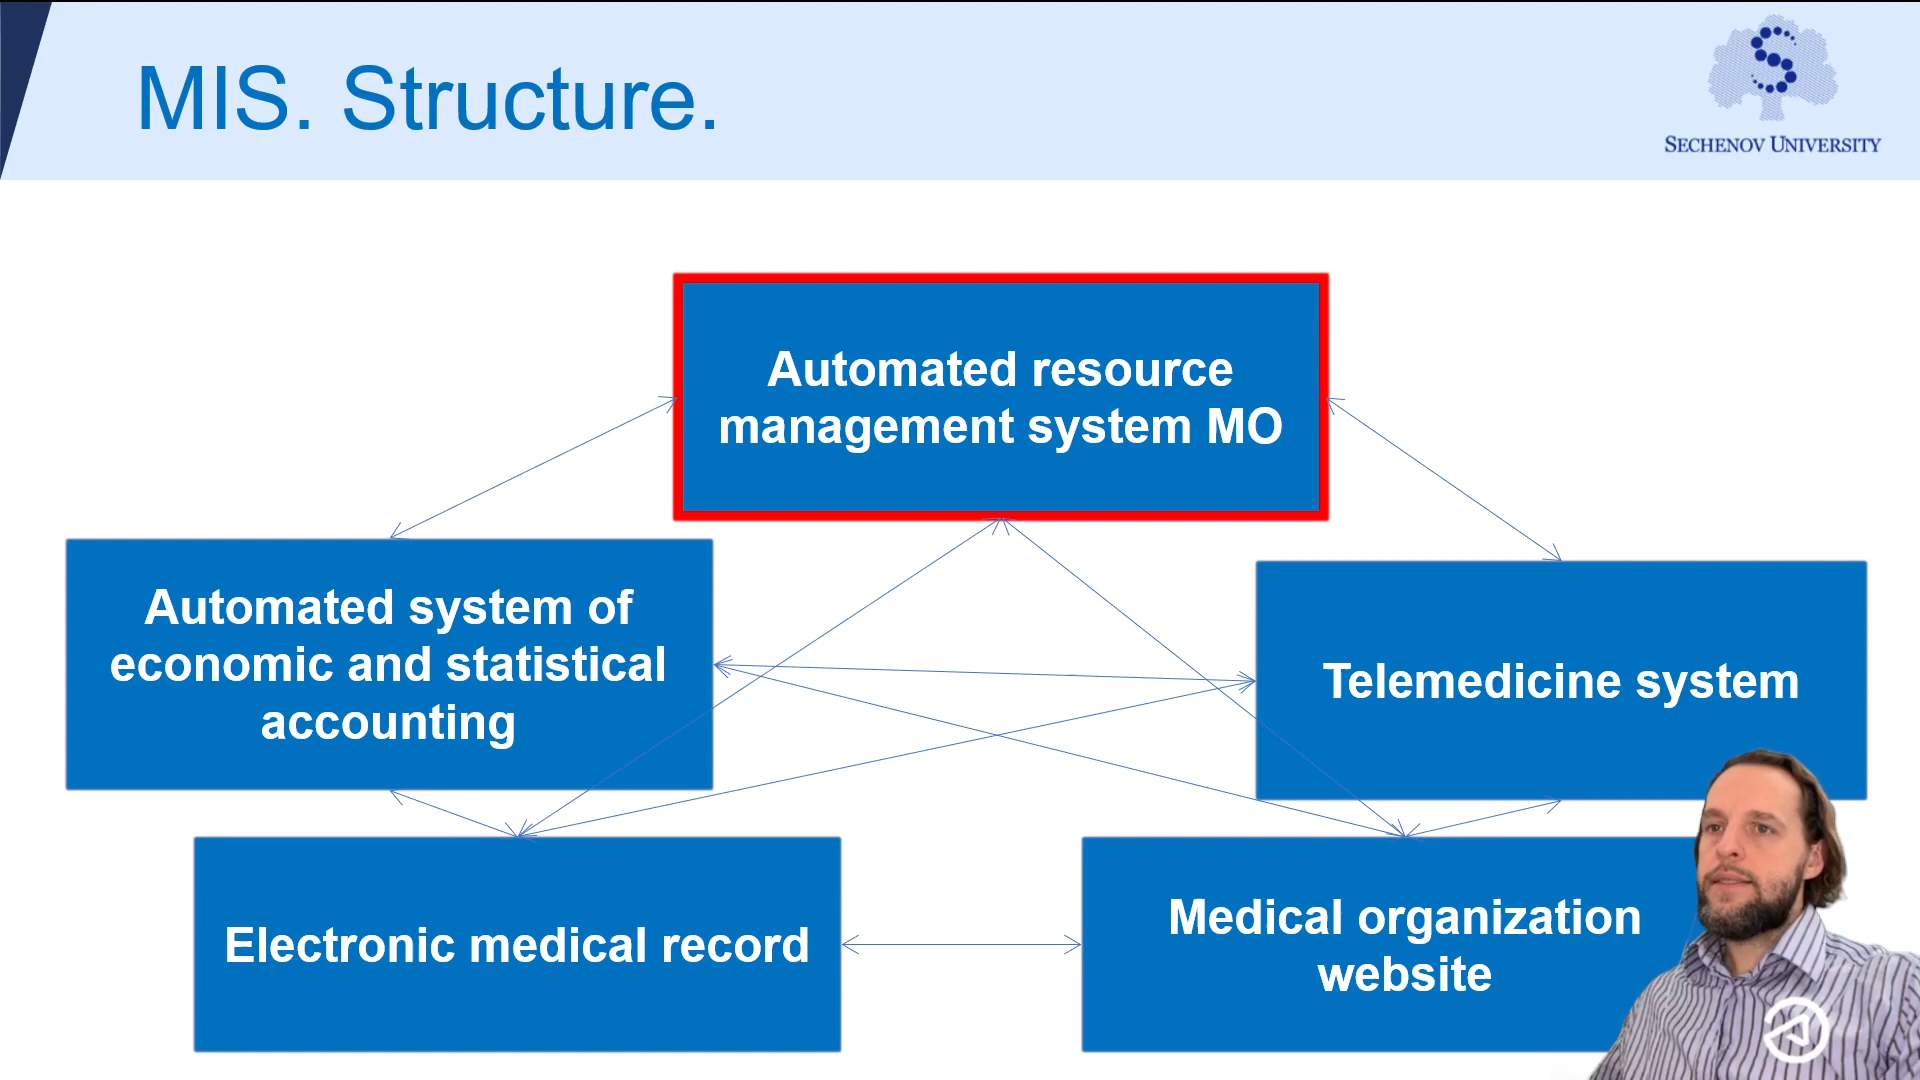 MIS. Structure.
SECHENOV UNIVERSITY
Automated resource
management system MO
Automated system of
economic and statistical
accounting
Telemedicine system
Electronic medical record
Medical organization
website